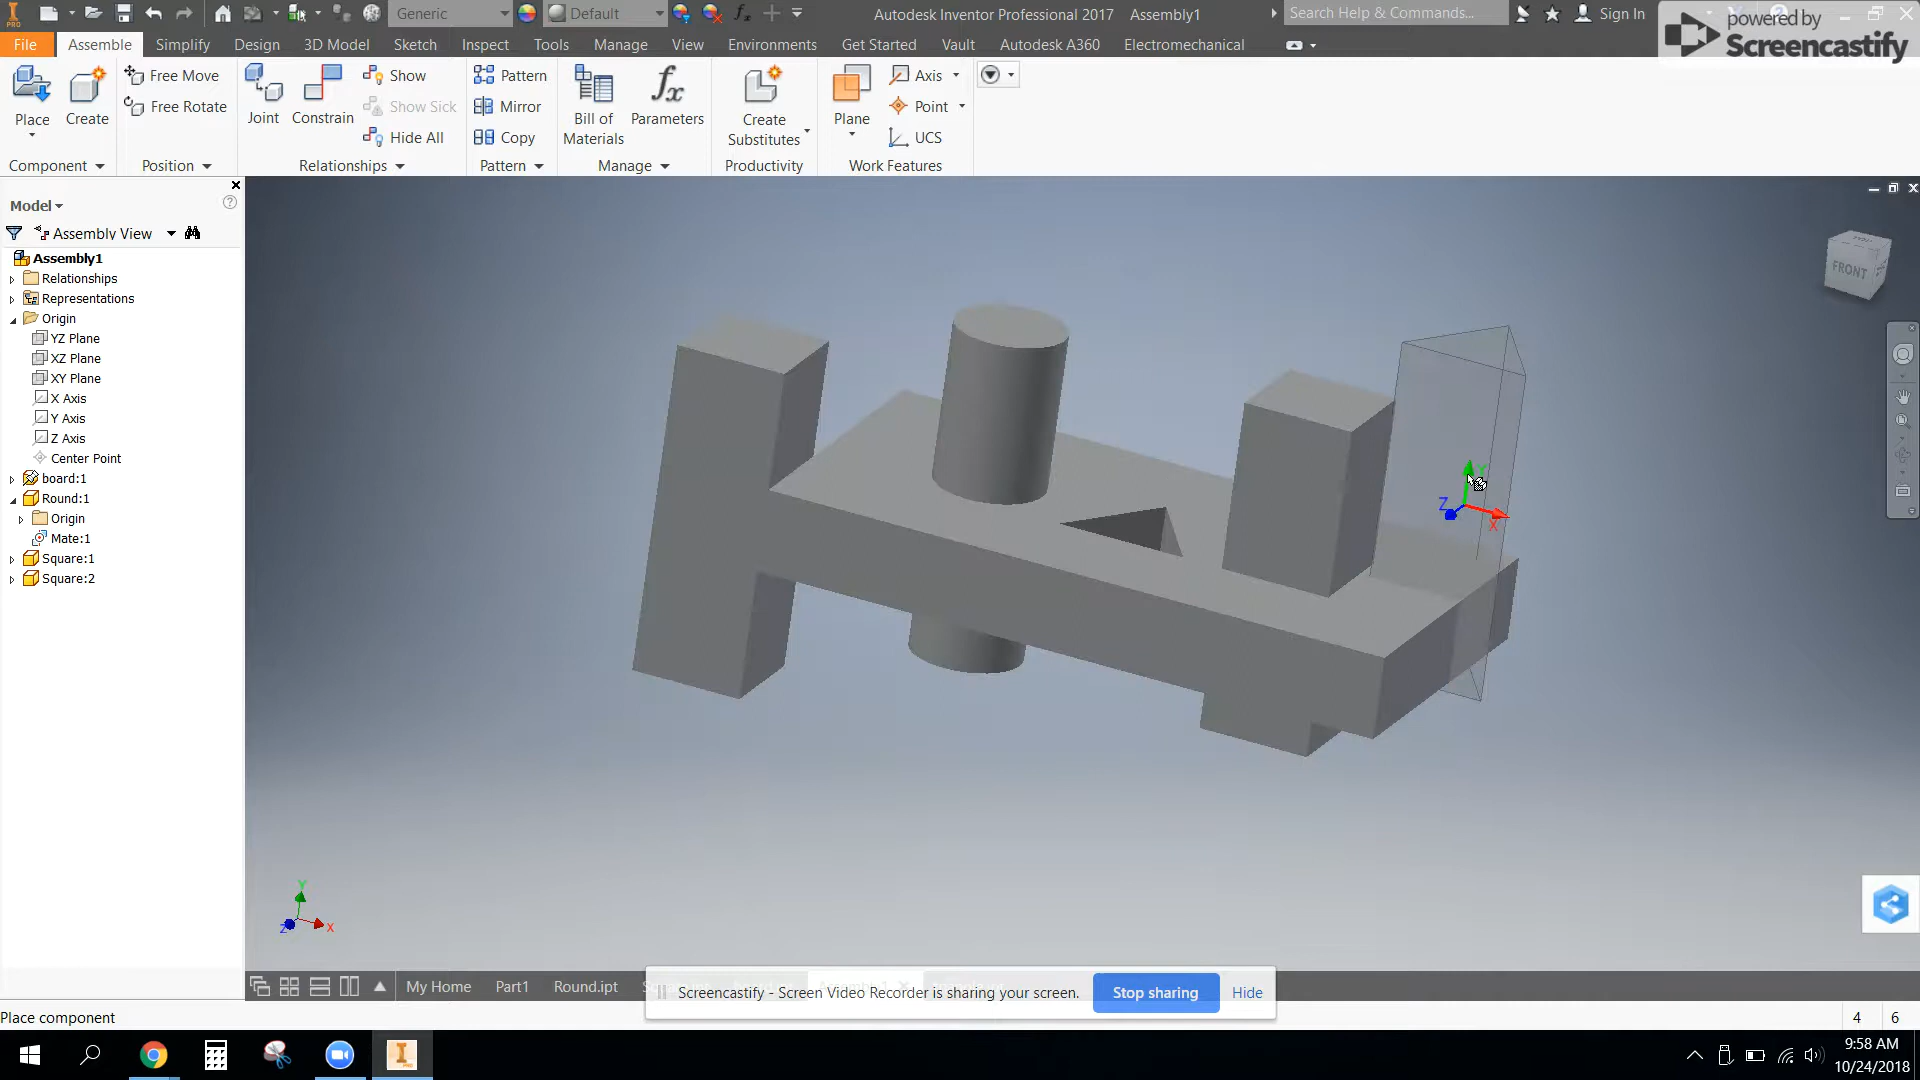 Generic
Default
Autodesk Inventor Professional 2017 Assembly1
Search Help & Commands...
Sign In
powered by
Screencastify
File Assemble Simplify Design 3D Model Sketch Inspect Tools Manage View Environments Get Started Vault Autodesk A360 Electromechanical
Place
Create
Free Move
Free Rotate
Joint
Constrain
Show
Show Sick
Hide All
Pattern
Mirror
Copy
Bill of
Materials
Parameters
Create
Substitutes
Plane
Axis
Point
UCS
Component Position Relationships Pattern Manage Productivity Work Features
Model
Assembly View
Assembly1
Relationships
Representations
Origin
YZ Plane
XZ Plane
XY Plane
X Axis
Y Axis
Z Axis
Center Point
board:1
Round:1
Origin
Mate:1
Square:1
Square:2
FRONT
Y
Z
X
Y
Z
X
My Home Part1 Round.ipt
Screencastify - Screen Video Recorder is sharing your screen. Stop sharing Hide
Place component
4 6
9:58 AM
10/24/2018